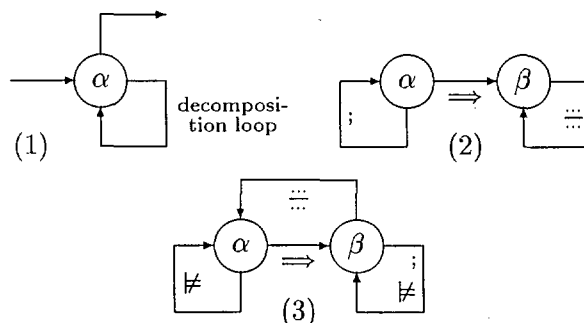 α
decomposi-
tion loop
(1)
α
β
;
⟹
...
...
(2)
...
...
α
β
⊭
⟹
;
⊭
(3)